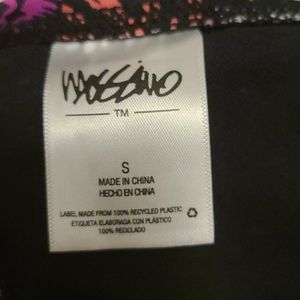 mossimo
TM
S
MADE IN CHINA
HECHO EN CHINA
LABEL MADE FROM 100% RECYCLED PLASTIC
ETIQUETA ELABORADA CON PLÁSTICO
100% RECICLADO